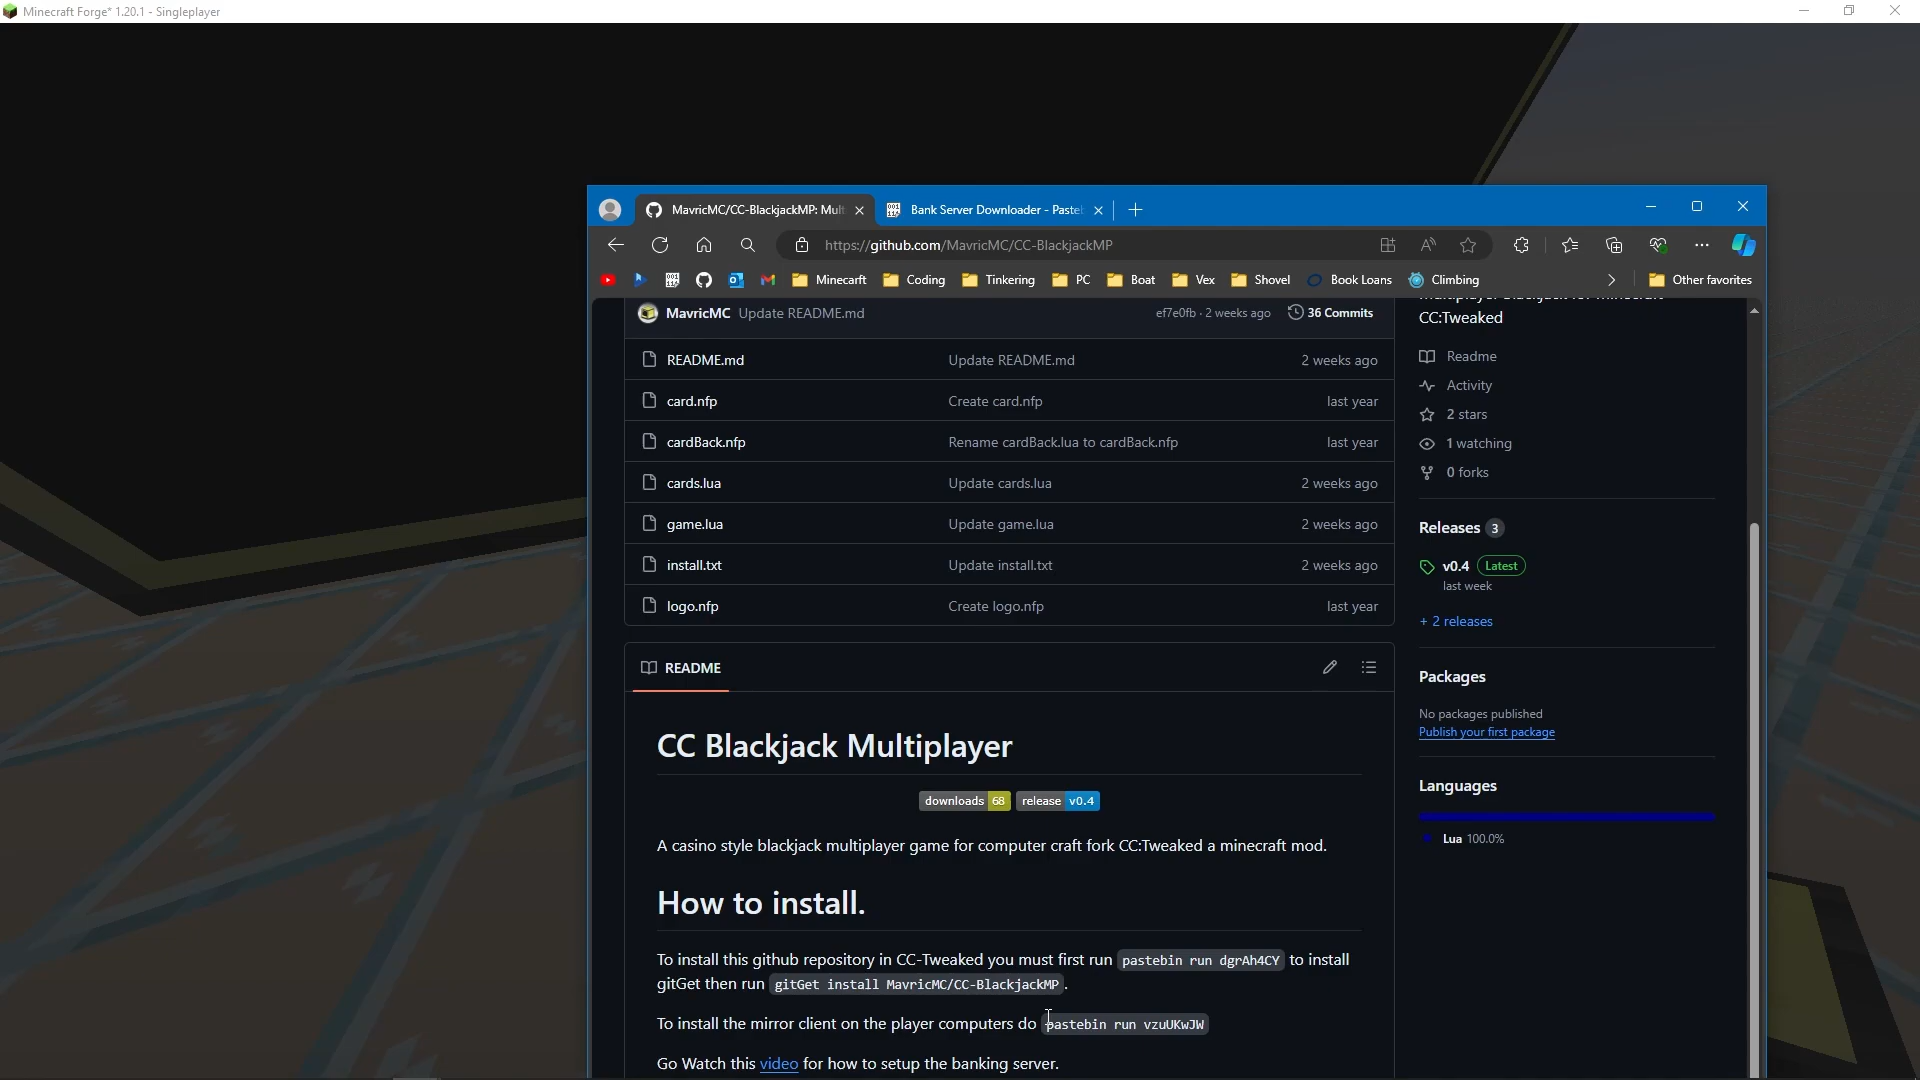 Minecraft Forge* 1.20.1 - Singleplayer
MavricMC/CC-BlackjackMP: Mult
Bank Server Downloader - Paste
https://github.com/MavricMC/CC-BlackjackMP
Minecarft
Coding
Tinkering
PC
Boat
Vex
Shovel
Book Loans
Climbing
Other favorites
MavricMC Update README.md ef7e0fb · 2 weeks ago 36 Commits
README.md Update README.md 2 weeks ago
card.nfp Create card.nfp last year
cardBack.nfp Rename cardBack.lua to cardBack.nfp last year
cards.lua Update cards.lua 2 weeks ago
game.lua Update game.lua 2 weeks ago
install.txt Update install.txt 2 weeks ago
logo.nfp Create logo.nfp last year
README
CC Blackjack Multiplayer
downloads 68 release v0.4
A casino style blackjack multiplayer game for computer craft fork CC:Tweaked a minecraft mod.
How to install.
To install this github repository in CC-Tweaked you must first run pastebin run dgrAh4CY to install
gitGet then run gitGet install MavricMC/CC-BlackjackMP.
To install the mirror client on the player computers do pastebin run vzuUKwJW
Go Watch this video for how to setup the banking server.
CC:Tweaked
Readme
Activity
2 stars
1 watching
0 forks
Releases 3
v0.4 Latest
last week
+ 2 releases
Packages
No packages published
Publish your first package
Languages
Lua 100.0%